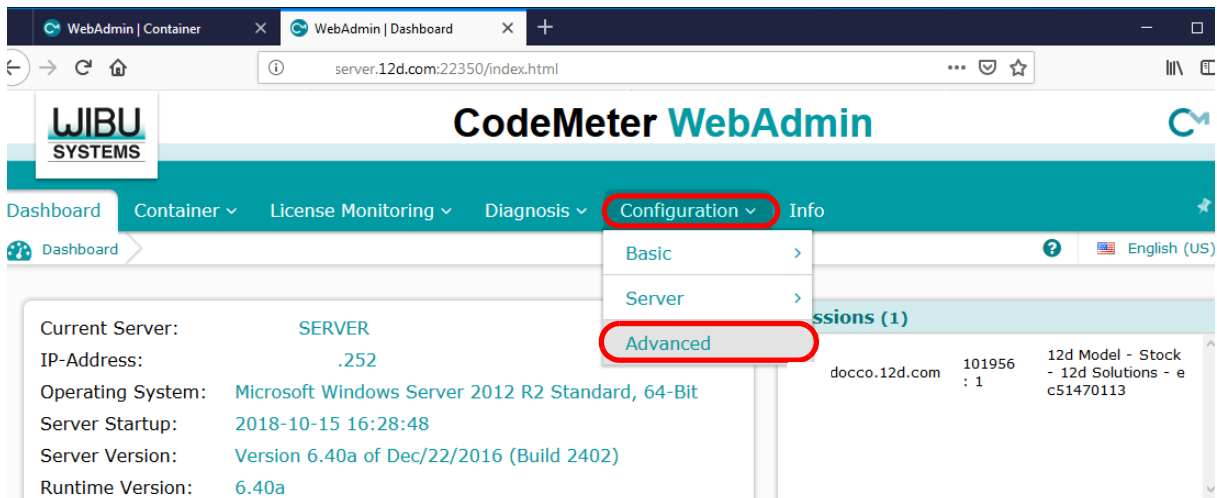 WebAdmin | Container
WebAdmin | Dashboard
server.12d.com:22350/index.html
WIBU
SYSTEMS
CodeMeter WebAdmin
Dashboard Container License Monitoring Diagnosis Configuration Info
Dashboard
English (US)
Basic
Server
Advanced
Current Server: SERVER
IP-Address: .252
Operating System: Microsoft Windows Server 2012 R2 Standard, 64-Bit
Server Startup: 2018-10-15 16:28:48
Server Version: Version 6.40a of Dec/22/2016 (Build 2402)
Runtime Version: 6.40a
ssions (1)
docco.12d.com
101956
: 1
12d Model - Stock
- 12d Solutions - e
c51470113